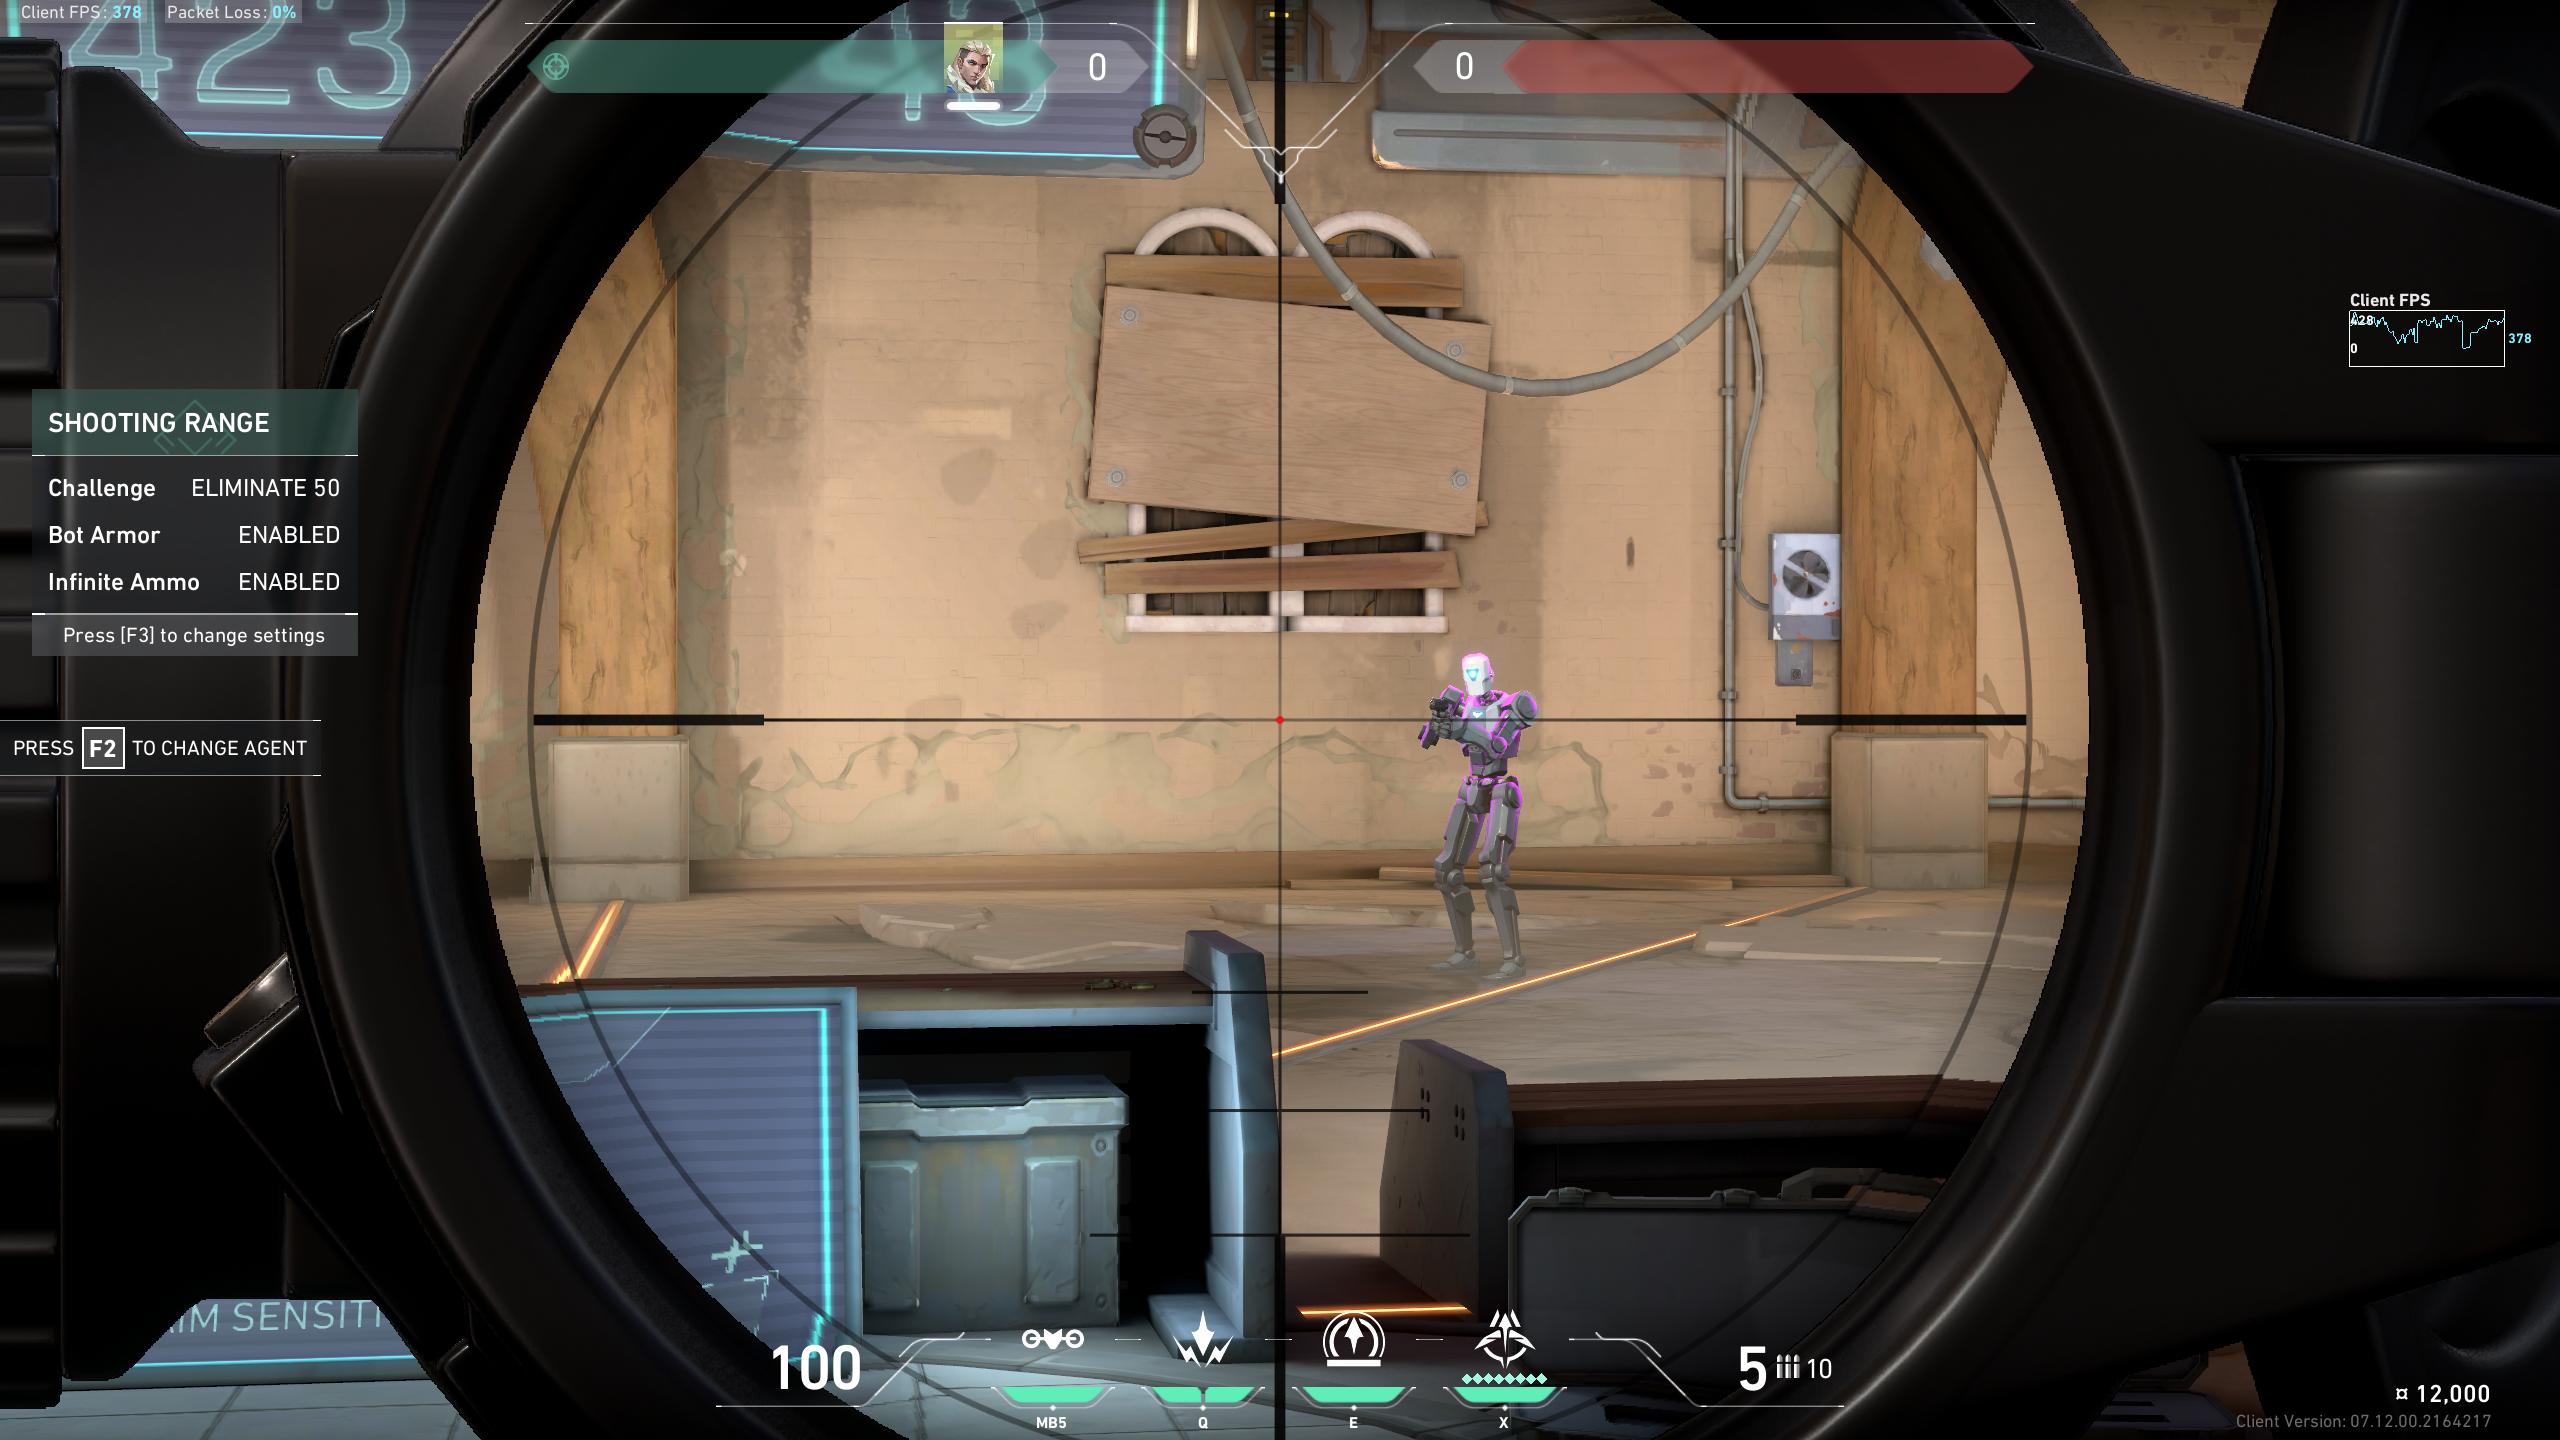 Client FPS: 378 Packet Loss: 0%
423
43
0
0
Client FPS
428
378
0
SHOOTING RANGE
Challenge ELIMINATE 50
Bot Armor ENABLED
Infinite Ammo ENABLED
Press [F3] to change settings
PRESS F2 TO CHANGE AGENT
AIM SENSITI
100
5 10
MB5 Q E X
¤ 12,000
Client Version: 07.12.00.2164217